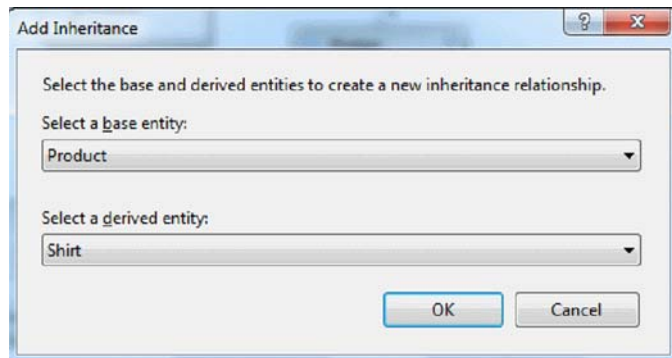 Add Inheritance
Select the base and derived entities to create a new inheritance relationship.
Select a base entity:
Product
Select a derived entity:
Shirt
OK
Cancel